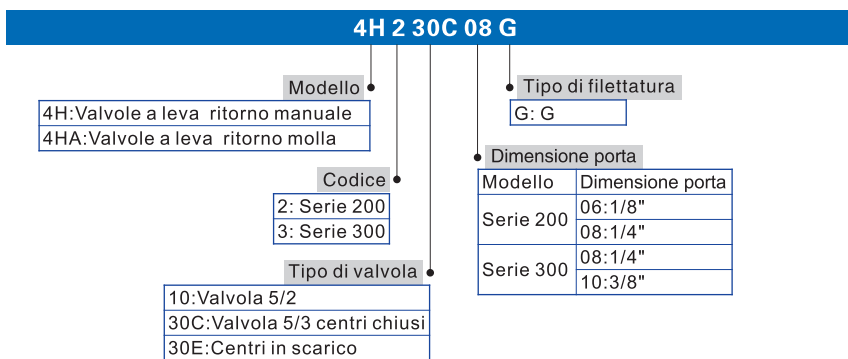 4H 2 30C 08 G
Modello
4H:Valvole a leva ritorno manuale
4HA:Valvole a leva ritorno molla
Codice
2: Serie 200
3: Serie 300
Tipo di valvola
10:Valvola 5/2
30C:Valvola 5/3 centri chiusi
30E:Centri in scarico
Tipo di filettatura
G: G
Dimensione porta
Modello Dimensione porta
Serie 200
06:1/8"
08:1/4"
Serie 300
08:1/4"
10:3/8"